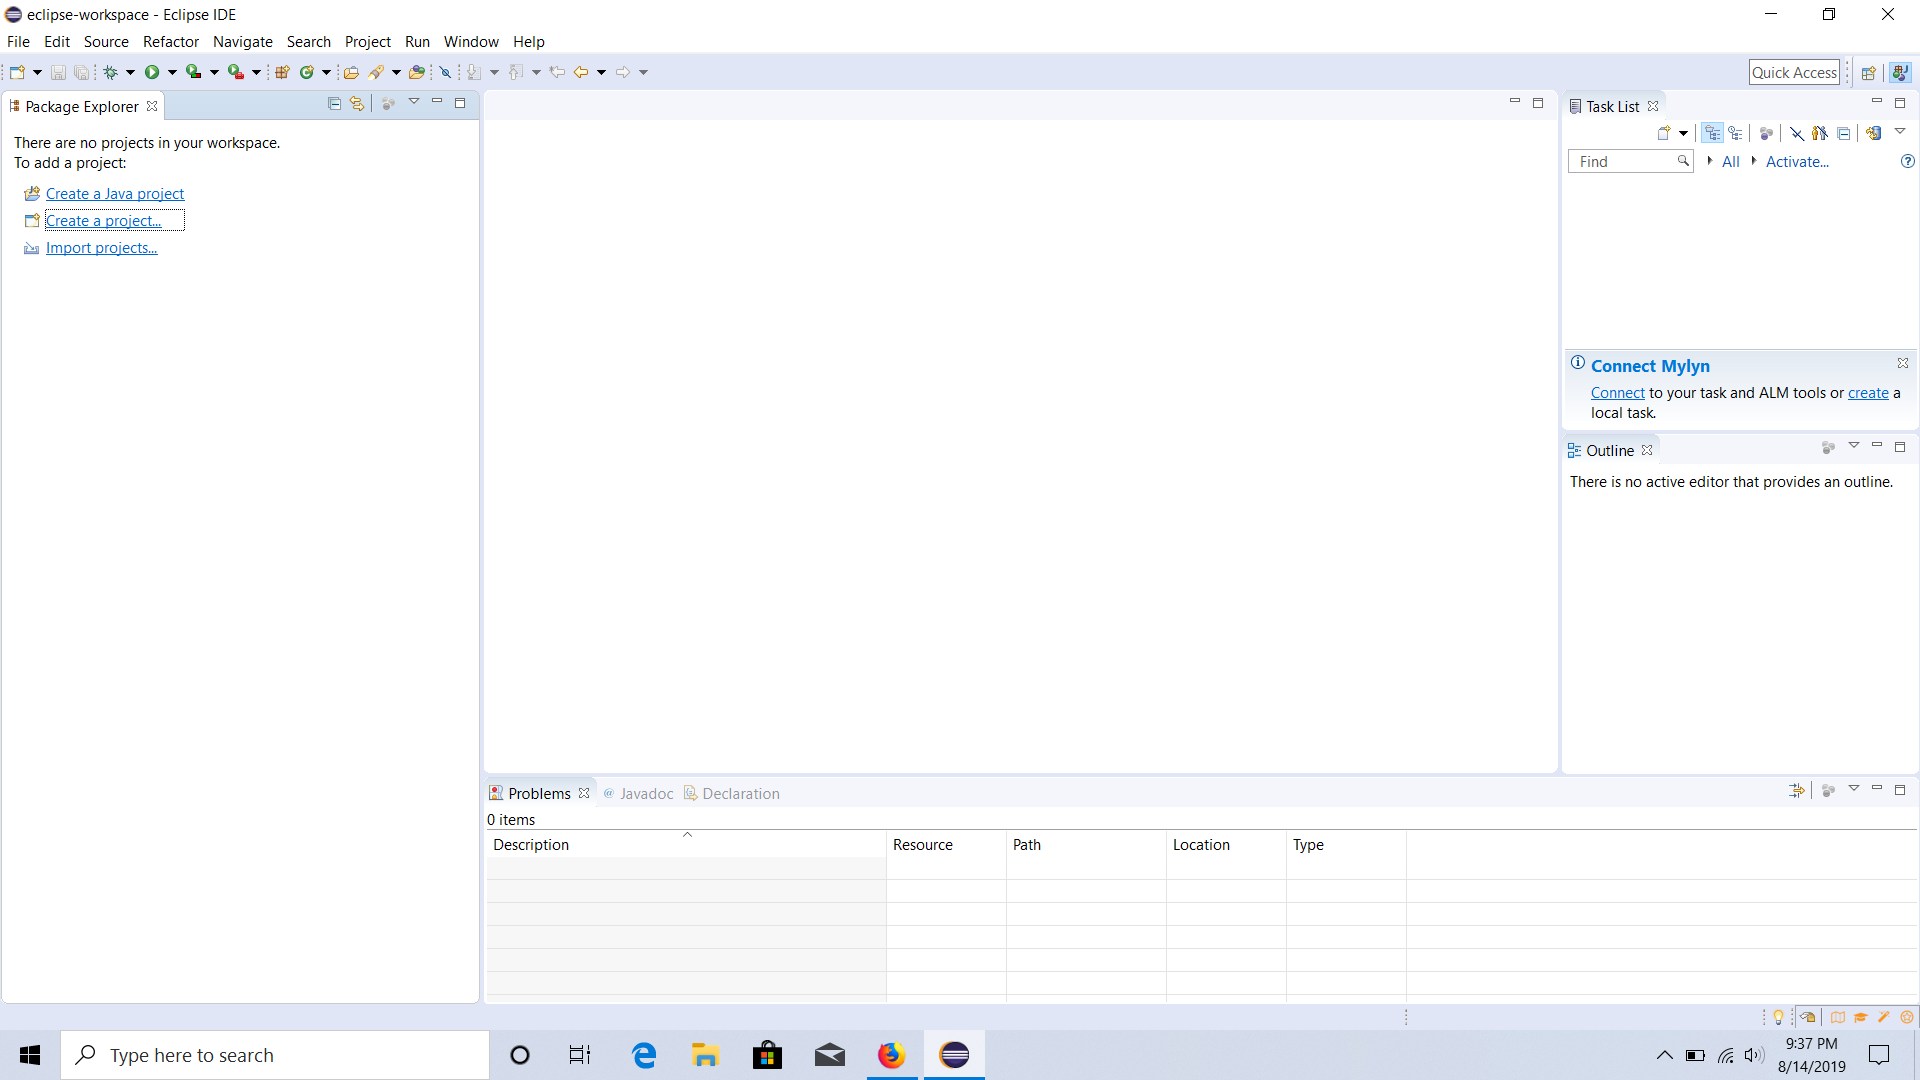 eclipse-workspace - Eclipse IDE
File Edit Source Refactor Navigate Search Project Run Window Help
Quick Access
Package Explorer
There are no projects in your workspace.
To add a project:
Create a Java project
Create a project...
Import projects...
Task List
Find
All
Activate...
Connect Mylyn
Connect to your task and ALM tools or create a
local task.
Outline
There is no active editor that provides an outline.
Problems
@ Javadoc
Declaration
0 items
Description Resource Path Location Type
Type here to search
9:37 PM
8/14/2019